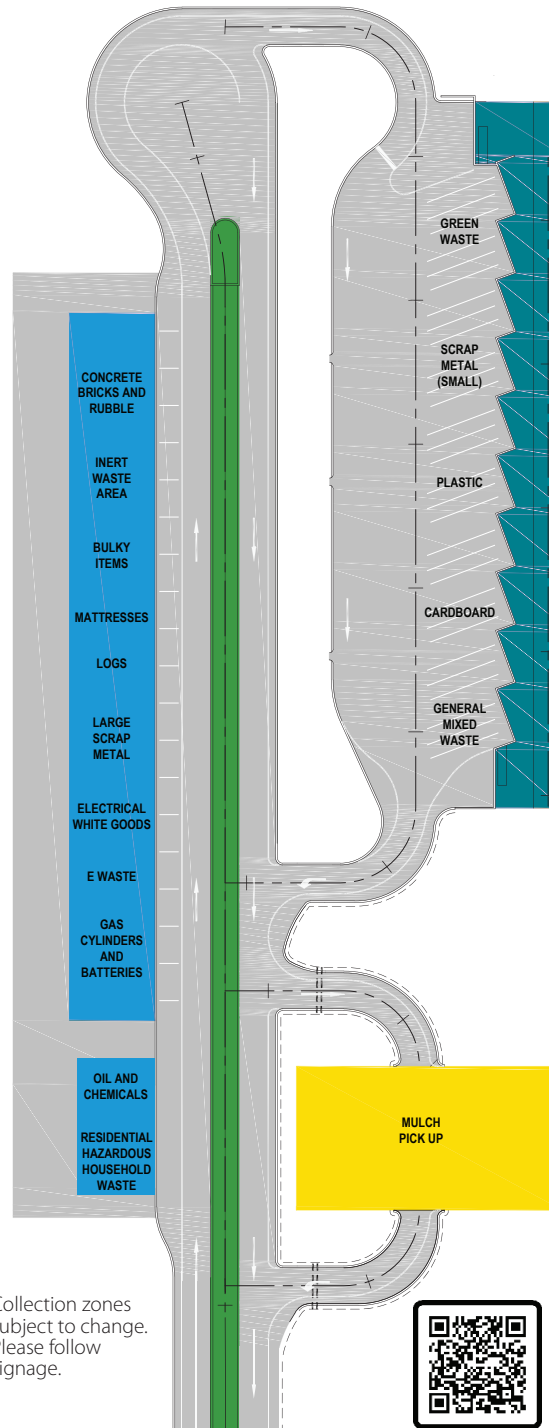 CONCRETE
BRICKS AND
RUBBLE
INERT
WASTE
AREA
BULKY
ITEMS
MATTRESSES
LOGS
LARGE
SCRAP
METAL
ELECTRICAL
WHITE GOODS
E WASTE
GAS
CYLINDERS
AND
BATTERIES
OIL AND
CHEMICALS
RESIDENTIAL
HAZARDOUS
HOUSEHOLD
WASTE
GREEN
WASTE
SCRAP
METAL
(SMALL)
PLASTIC
CARDBOARD
GENERAL
MIXED
WASTE
MULCH
PICK UP
ollection zones
ubject to change.
lease follow
ignage.